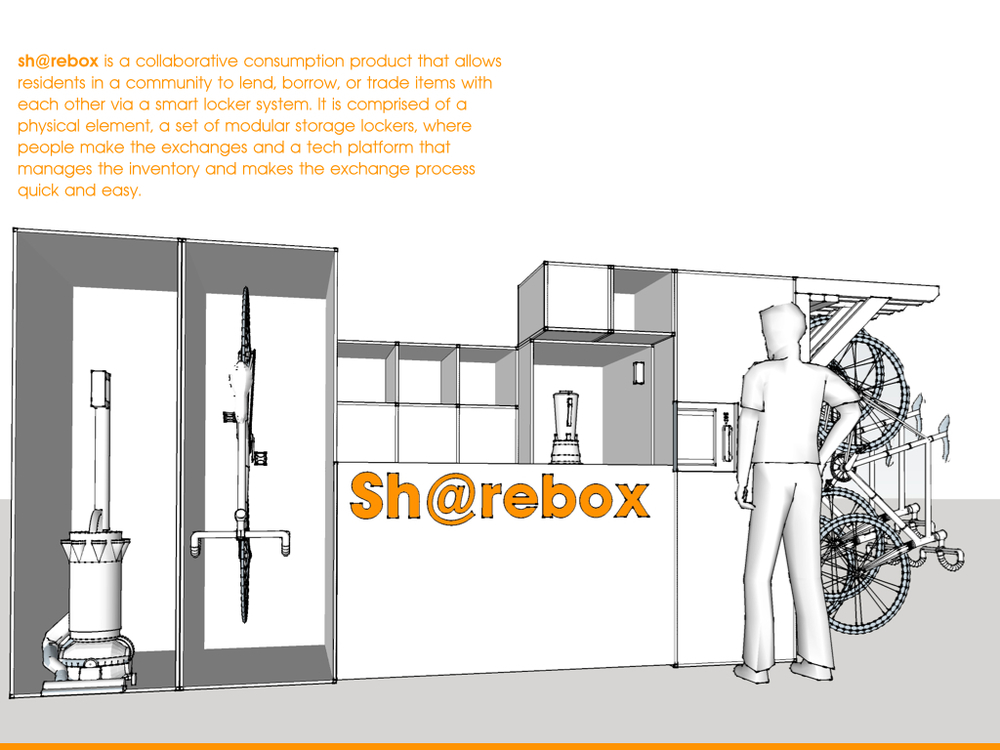 sh@rebox is a collaborative consumption product that allows
residents in a community to lend, borrow, or trade items with
each other via a smart locker system. It is comprised of a
physical element, a set of modular storage lockers, where
people make the exchanges and a tech platform that
manages the inventory and makes the exchange process
quick and easy.
Sh@rebox